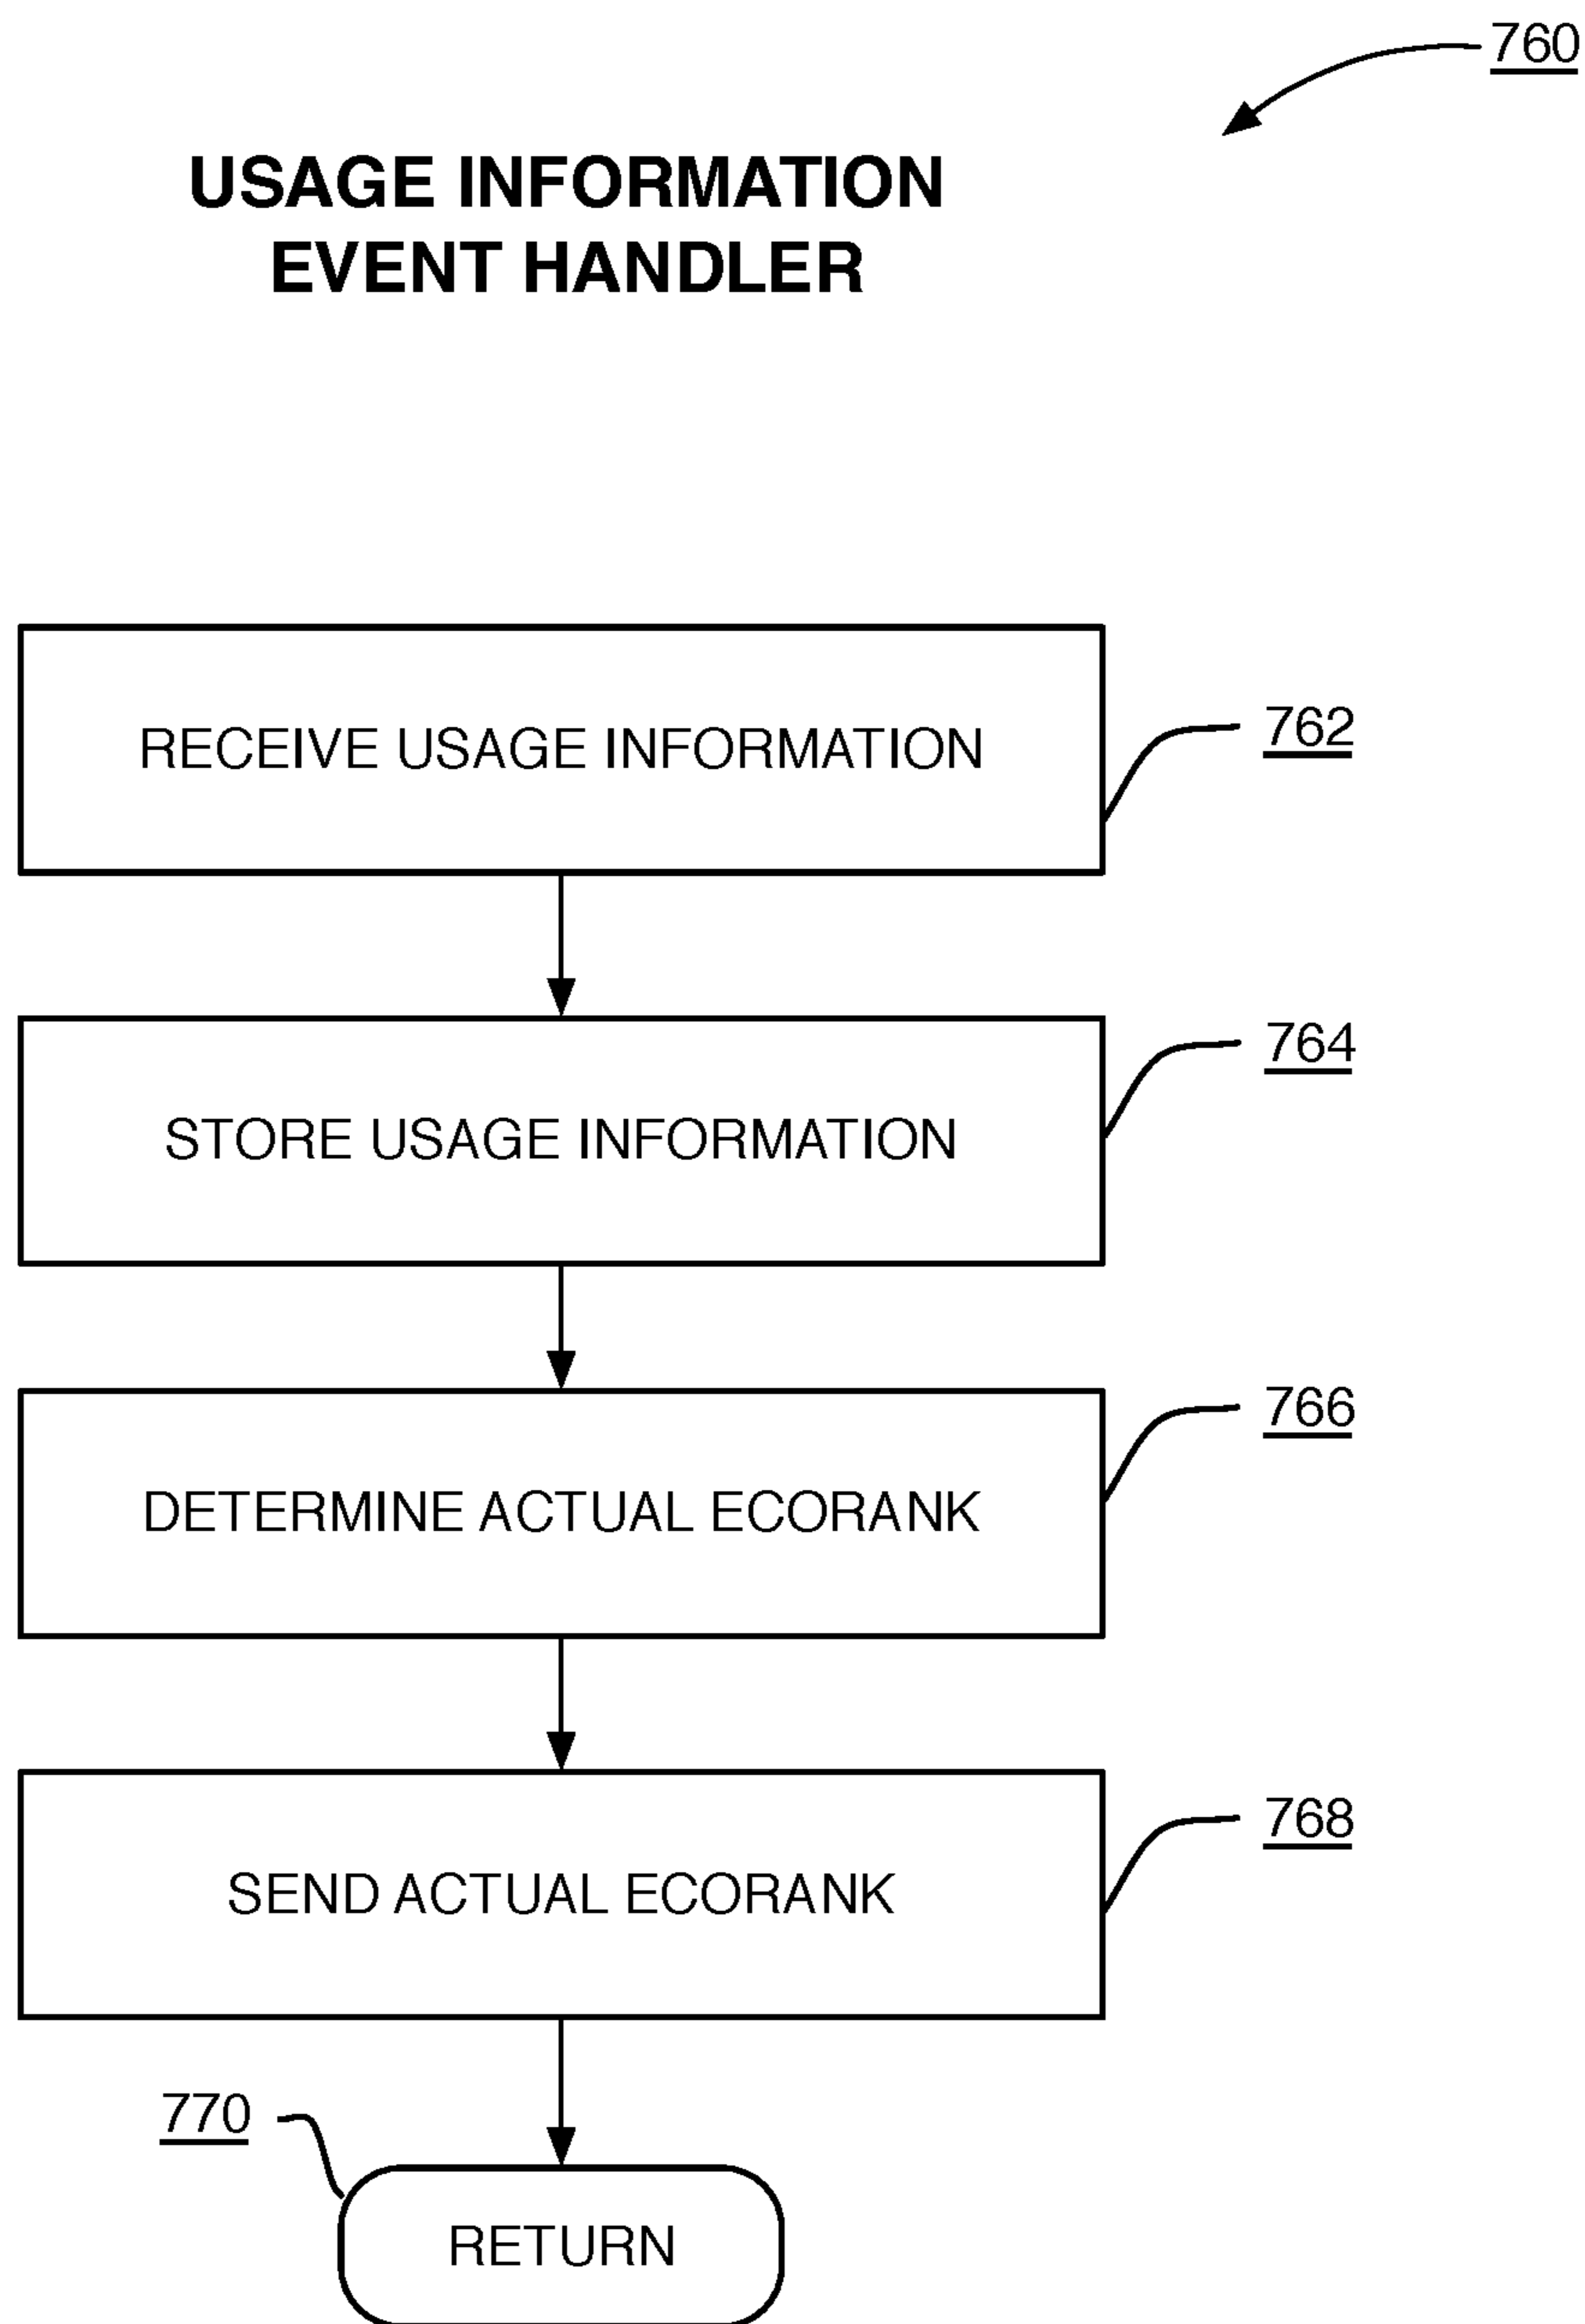 760
USAGE INFORMATION
EVENT HANDLER
RECEIVE USAGE INFORMATION
762
STORE USAGE INFORMATION
764
DETERMINE ACTUAL ECORANK
766
SEND ACTUAL ECORANK
768
770
RETURN